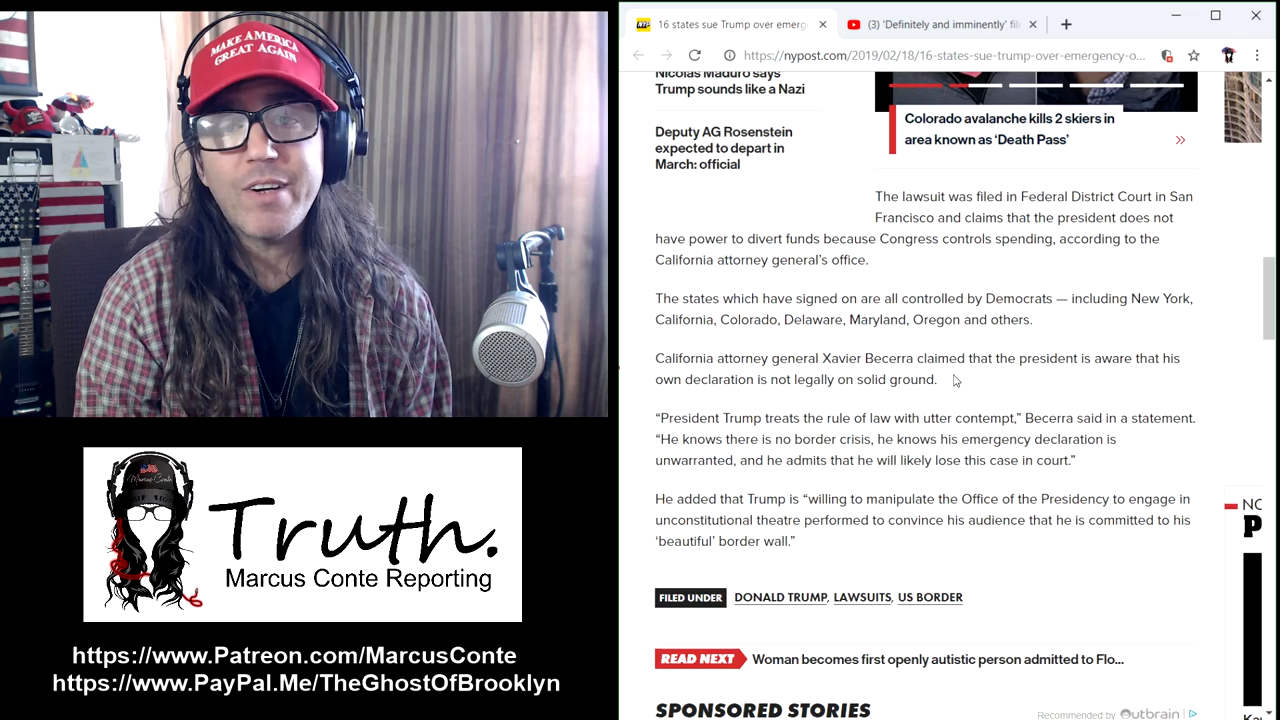 MAKE AMERICA
GREAT AGAIN
Marcus Conte
Truth.
Marcus Conte Reporting
https://www.Patreon.com/MarcusConte
https://www.PayPal.Me/TheGhostOfBrooklyn
16 states sue Trump over emerg
(3) 'Definitely and imminently' fil
https://nypost.com/2019/02/18/16-states-sue-trump-over-emergency-o...
Nicolas Maduro says
Trump sounds like a Nazi
Deputy AG Rosenstein
expected to depart in
March: official
Colorado avalanche kills 2 skiers in
area known as ‘Death Pass’
The lawsuit was filed in Federal District Court in San
Francisco and claims that the president does not
have power to divert funds because Congress controls spending, according to the
California attorney general’s office.
The states which have signed on are all controlled by Democrats — including New York,
California, Colorado, Delaware, Maryland, Oregon and others.
California attorney general Xavier Becerra claimed that the president is aware that his
own declaration is not legally on solid ground.
“President Trump treats the rule of law with utter contempt,” Becerra said in a statement.
“He knows there is no border crisis, he knows his emergency declaration is
unwarranted, and he admits that he will likely lose this case in court.”
He added that Trump is “willing to manipulate the Office of the Presidency to engage in
unconstitutional theatre performed to convince his audience that he is committed to his
‘beautiful’ border wall.”
FILED UNDER DONALD TRUMP, LAWSUITS, US BORDER
READ NEXT Woman becomes first openly autistic person admitted to Flo...
SPONSORED STORIES
Recommended by Outbrain
NO
P
Ka